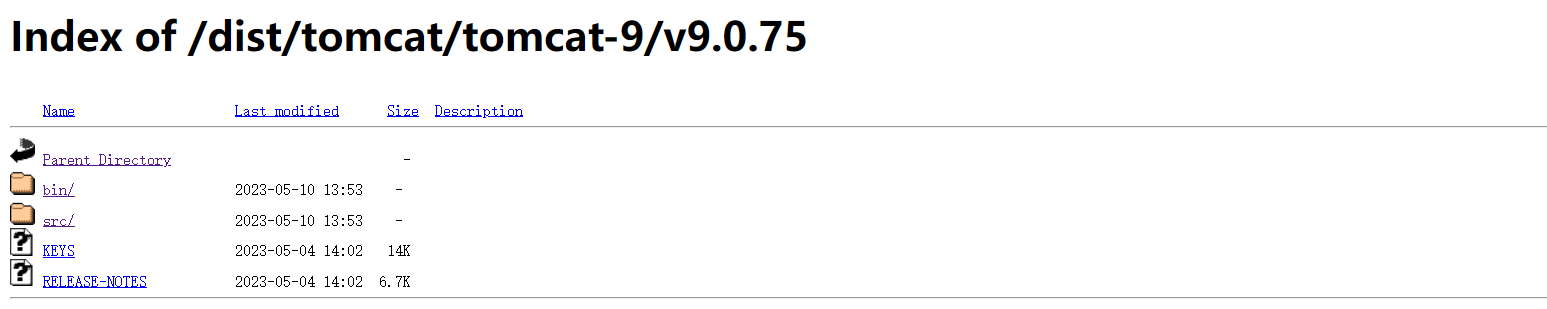 Index of /dist/tomcat/tomcat-9/v9.0.75
Name Last modified Size Description
Parent Directory -
bin/ 2023-05-10 13:53 -
src/ 2023-05-10 13:53 -
KEYS 2023-05-04 14:02 14K
RELEASE-NOTES 2023-05-04 14:02 6.7K